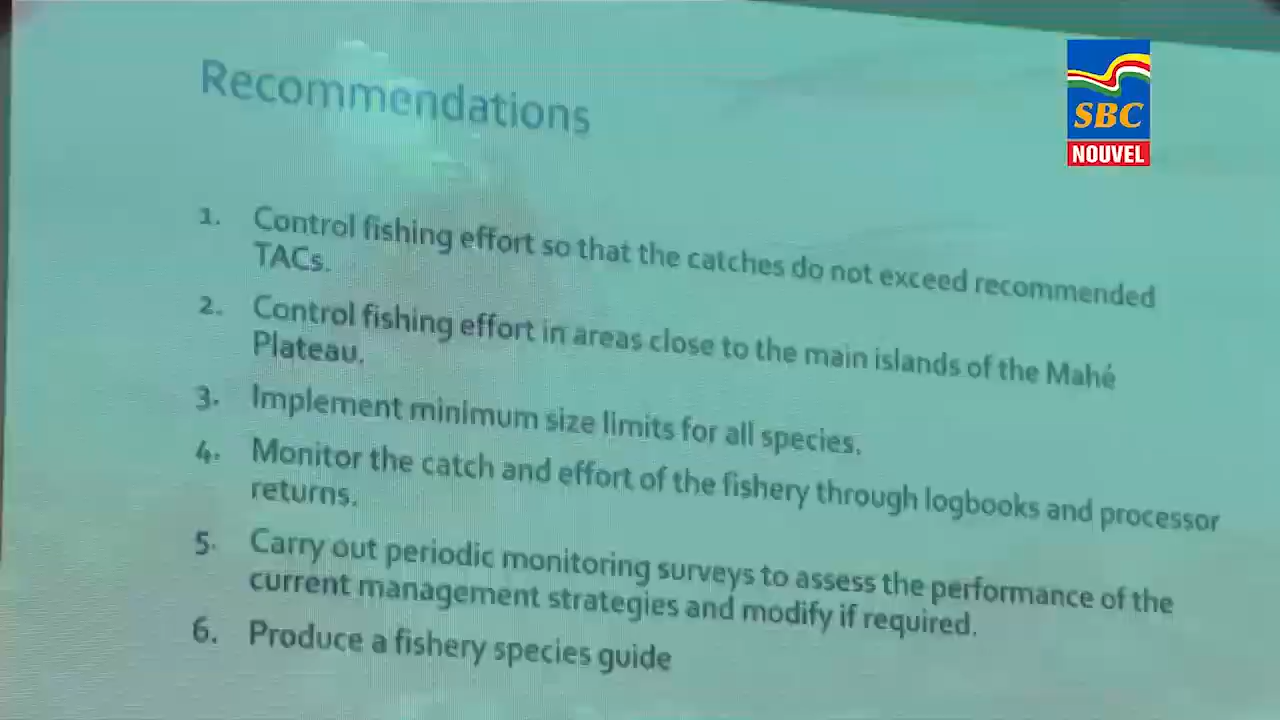 Recommendations
SBC
NOUVEL
1. Control fishing effort so that the catches do not exceed recommended
TACs.
2. Control fishing effort in areas close to the main islands of the Mahé
Plateau.
3. Implement minimum size limits for all species.
4. Monitor the catch and effort of the fishery through logbooks and processor
returns.
5. Carry out periodic monitoring surveys to assess the performance of the
current management strategies and modify if required.
6. Produce a fishery species guide